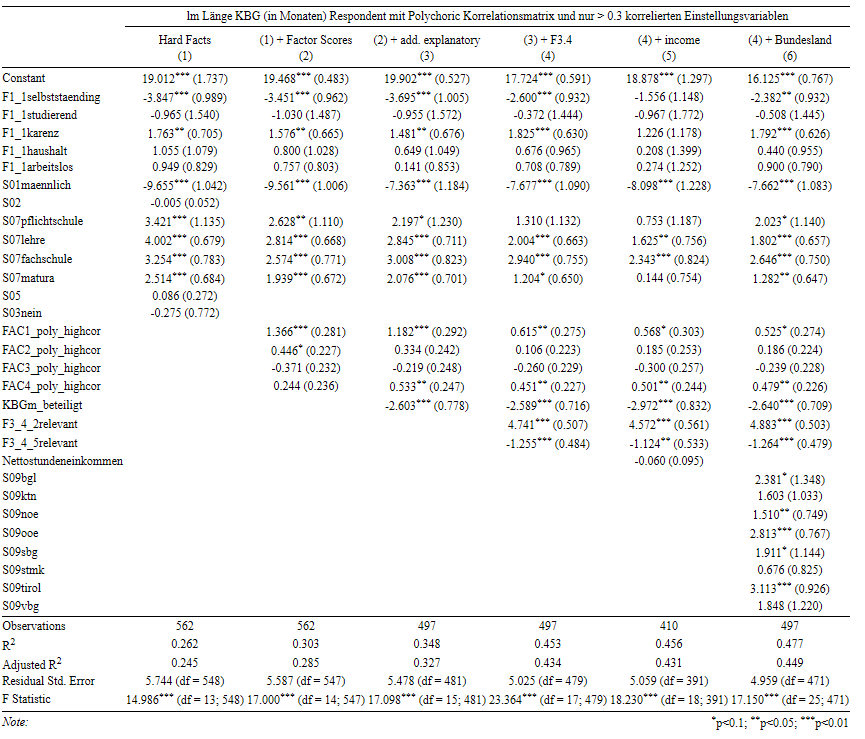 lm Länge KBG (in Monaten) Respondent mit Polychoric Korrelationsmatrix und nur > 0.3 korrelierten Einstellungsvariablen
Hard Facts (1) + Factor Scores (2) + add. explanatory (3) + F3.4 (4) + income (4) + Bundesland
(1) (2) (3) (4) (5) (6)
Constant 19.012*** (1.737) 19.468*** (0.483) 19.902*** (0.527) 17.724*** (0.591) 18.878*** (1.297) 16.125*** (0.767)
F1_1selbststaending -3.847*** (0.989) -3.451*** (0.962) -3.695*** (1.005) -2.600*** (0.932) -1.556 (1.148) -2.382** (0.932)
F1_1studierend -0.965 (1.540) -1.030 (1.487) -0.955 (1.572) -0.372 (1.444) -0.967 (1.772) -0.508 (1.445)
F1_1karenz 1.763** (0.705) 1.576** (0.665) 1.481** (0.676) 1.825*** (0.630) 1.226 (1.178) 1.792*** (0.626)
F1_1haushalt 1.055 (1.079) 0.800 (1.028) 0.649 (1.049) 0.676 (0.965) 0.208 (1.399) 0.440 (0.955)
F1_1arbeitslos 0.949 (0.829) 0.757 (0.803) 0.141 (0.853) 0.708 (0.789) 0.274 (1.252) 0.900 (0.790)
S01maennlich -9.655*** (1.042) -9.561*** (1.006) -7.363*** (1.184) -7.677*** (1.090) -8.098*** (1.228) -7.662*** (1.083)
S02 -0.005 (0.052)
S07pflichtschule 3.421*** (1.135) 2.628** (1.110) 2.197* (1.230) 1.310 (1.132) 0.753 (1.187) 2.023* (1.140)
S07lehre 4.002*** (0.679) 2.814*** (0.668) 2.845*** (0.711) 2.004*** (0.663) 1.625** (0.756) 1.802*** (0.657)
S07fachschule 3.254*** (0.783) 2.574*** (0.771) 3.008*** (0.823) 2.940*** (0.755) 2.343*** (0.824) 2.646*** (0.750)
S07matura 2.514*** (0.684) 1.939*** (0.672) 2.076*** (0.701) 1.204* (0.650) 0.144 (0.754) 1.282** (0.647)
S05 0.086 (0.272)
S03nein -0.275 (0.772)
FAC1_poly_highcor 1.366*** (0.281) 1.182*** (0.292) 0.615** (0.275) 0.568* (0.303) 0.525* (0.274)
FAC2_poly_highcor 0.446* (0.227) 0.334 (0.242) 0.106 (0.223) 0.185 (0.253) 0.186 (0.224)
FAC3_poly_highcor -0.371 (0.232) -0.219 (0.248) -0.260 (0.229) -0.300 (0.257) -0.239 (0.228)
FAC4_poly_highcor 0.244 (0.236) 0.533** (0.247) 0.451** (0.227) 0.501** (0.244) 0.479** (0.226)
KBGm_beteiligt -2.603*** (0.778) -2.589*** (0.716) -2.972*** (0.832) -2.640*** (0.709)
F3_4_2relevant 4.741*** (0.507) 4.572*** (0.561) 4.883*** (0.503)
F3_4_5relevant -1.255*** (0.484) -1.124** (0.533) -1.264*** (0.479)
Nettostundeneinkommen -0.060 (0.095)
S09bgl 2.381* (1.348)
S09ktn 1.603 (1.033)
S09noe 1.510** (0.749)
S09ooe 2.813*** (0.767)
S09sbg 1.911* (1.144)
S09stmk 0.676 (0.825)
S09tirol 3.113*** (0.926)
S09vbg 1.848 (1.220)
Observations 562 562 497 497 410 497
R2 0.262 0.303 0.348 0.453 0.456 0.477
Adjusted R2 0.245 0.285 0.327 0.434 0.431 0.449
Residual Std. Error 5.744 (df = 548) 5.587 (df = 547) 5.478 (df = 481) 5.025 (df = 479) 5.059 (df = 391) 4.959 (df = 471)
F Statistic 14.986*** (df = 13; 548) 17.000*** (df = 14; 547) 17.098*** (df = 15; 481) 23.364*** (df = 17; 479) 18.230*** (df = 18; 391) 17.150*** (df = 25; 471)
Note: *p<0.1; **p<0.05; ***p<0.01